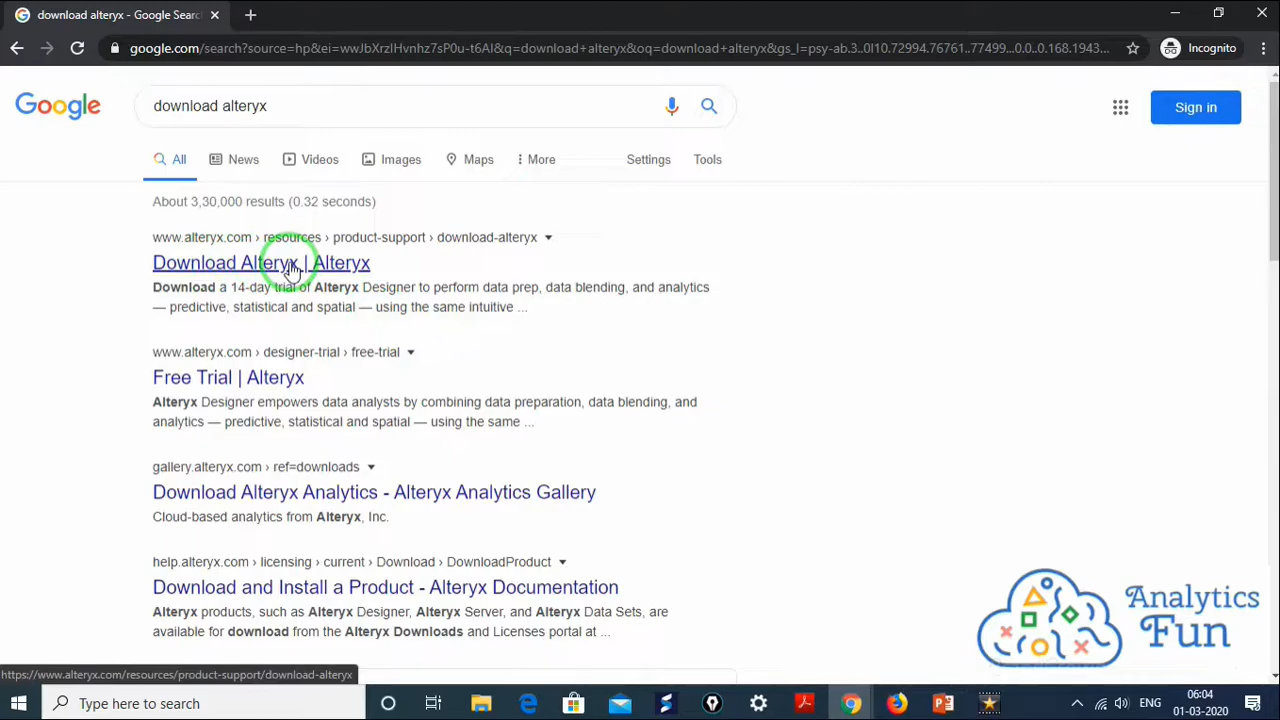 download alteryx - Google Searc
google.com/search?source=hp&ei=wwJbXrzlHvnhz7sP0u-t6AI&q=download+alteryx&oq=download+alteryx&gs_l=psy-ab.3..0l10.72994.76761..77499...0.0..0.168.1943...
Incognito
Google
download alteryx
Sign in
All
News
Videos
Images
Maps
More
Settings
Tools
About 3,30,000 results (0.32 seconds)
www.alteryx.com › resources › product-support › download-alteryx
Download Alteryx | Alteryx
Download a 14-day trial of Alteryx Designer to perform data prep, data blending, and analytics
— predictive, statistical and spatial — using the same intuitive ...
www.alteryx.com › designer-trial › free-trial
Free Trial | Alteryx
Alteryx Designer empowers data analysts by combining data preparation, data blending, and
analytics — predictive, statistical and spatial — using the same ...
gallery.alteryx.com › ref=downloads
Download Alteryx Analytics - Alteryx Analytics Gallery
Cloud-based analytics from Alteryx, Inc.
help.alteryx.com › licensing › current › Download › DownloadProduct
Download and Install a Product - Alteryx Documentation
Alteryx products, such as Alteryx Designer, Alteryx Server, and Alteryx Data Sets, are
available for download from the Alteryx Downloads and Licenses portal at ...
Analytics
Fun
https://www.alteryx.com/resources/product-support/download-alteryx
Type here to search
ENG
06:04
01-03-2020